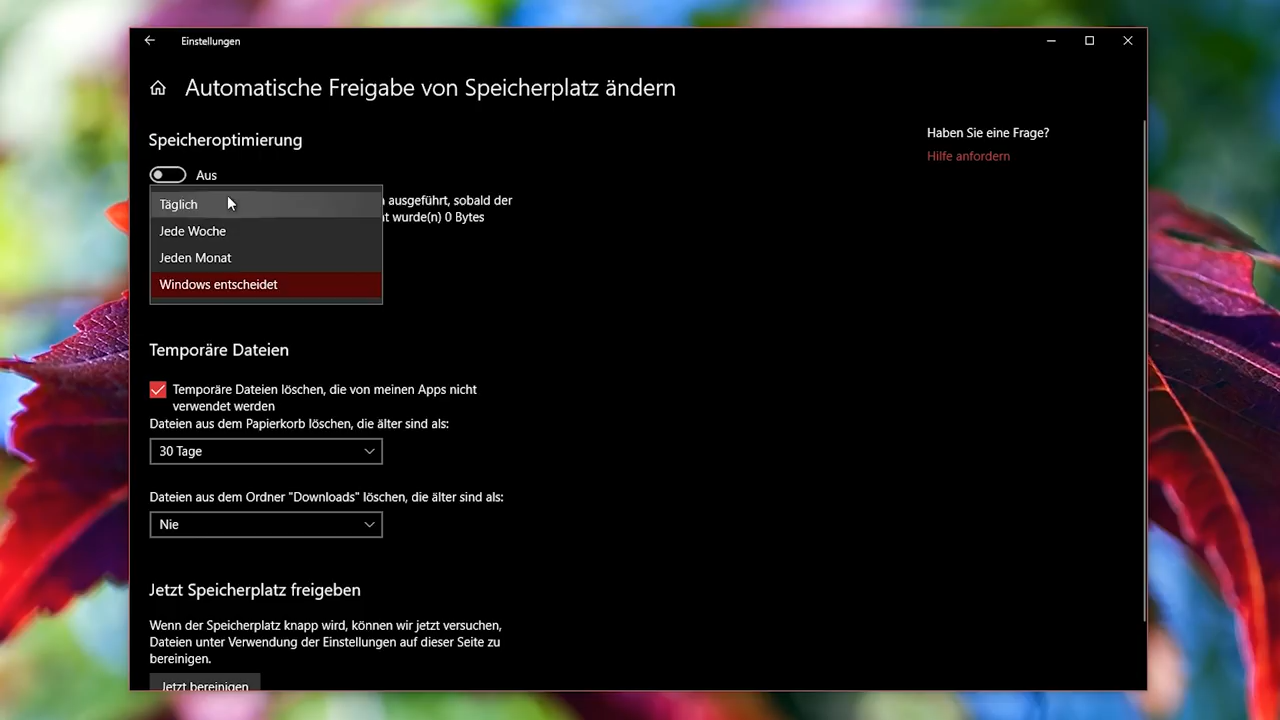 Einstellungen
Automatische Freigabe von Speicherplatz ändern
Speicheroptimierung
Aus
ausgeführt, sobald der
wurde(n) 0 Bytes
Täglich
Jede Woche
Jeden Monat
Windows entscheidet
Temporäre Dateien
Temporäre Dateien löschen, die von meinen Apps nicht
verwendet werden
Dateien aus dem Papierkorb löschen, die älter sind als:
30 Tage
Dateien aus dem Ordner "Downloads" löschen, die älter sind als:
Nie
Jetzt Speicherplatz freigeben
Wenn der Speicherplatz knapp wird, können wir jetzt versuchen,
Dateien unter Verwendung der Einstellungen auf dieser Seite zu
bereinigen.
Jetzt bereinigen
Haben Sie eine Frage?
Hilfe anfordern